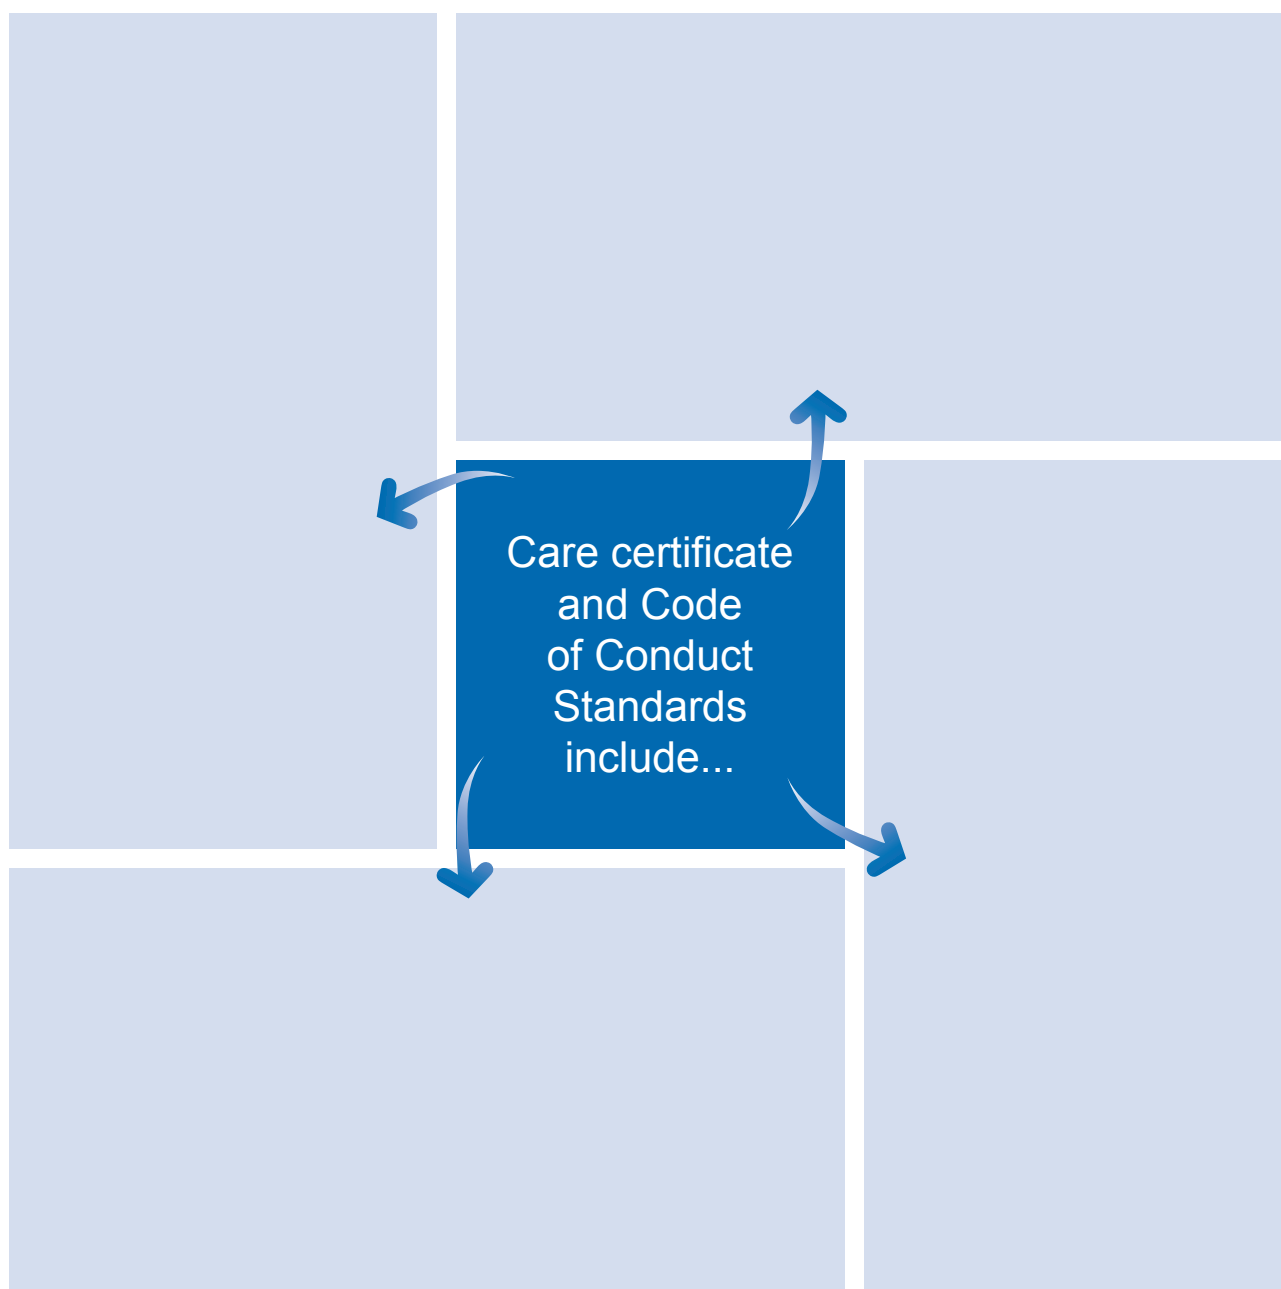 Care certificate
and Code
of Conduct
Standards
include...